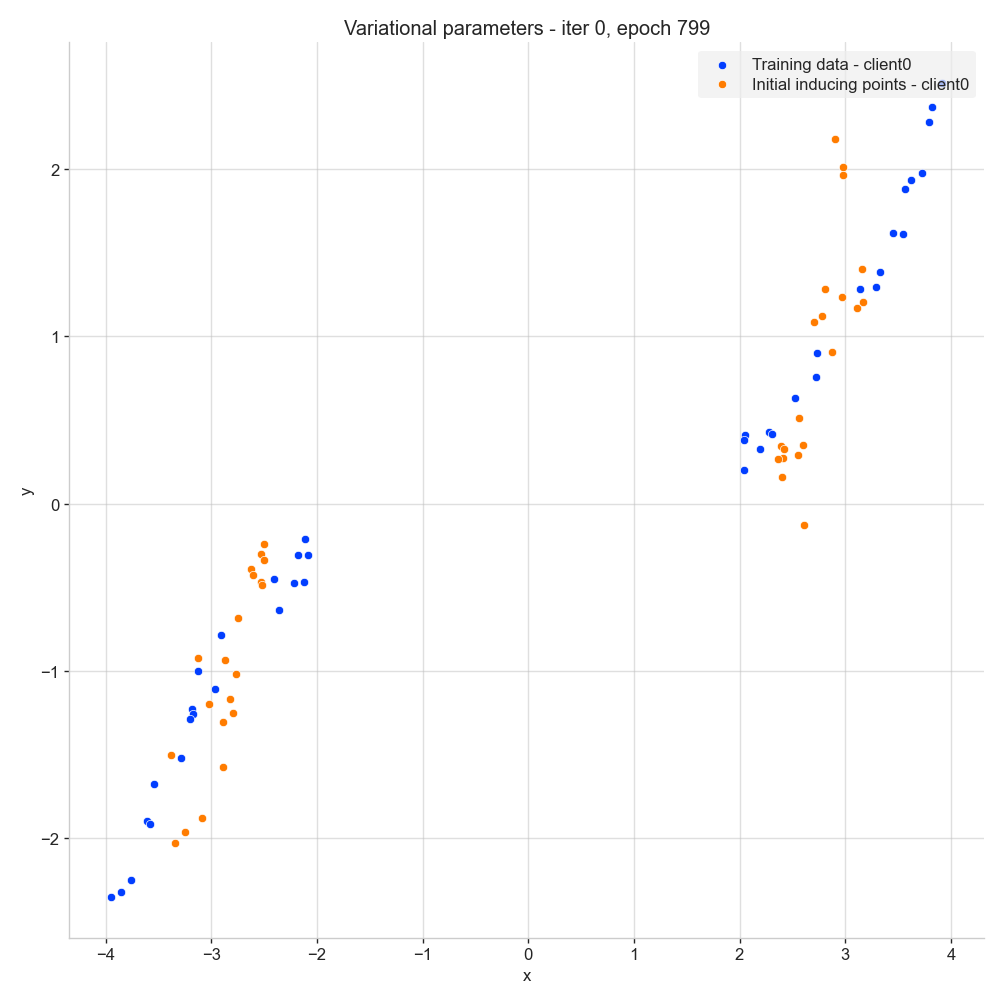 Variational parameters - iter 0, epoch 799
Training data - client0
Initial inducing points - client0
2
1
0
−1
−2
y
−4 −3 −2 −1 0 1 2 3 4
x